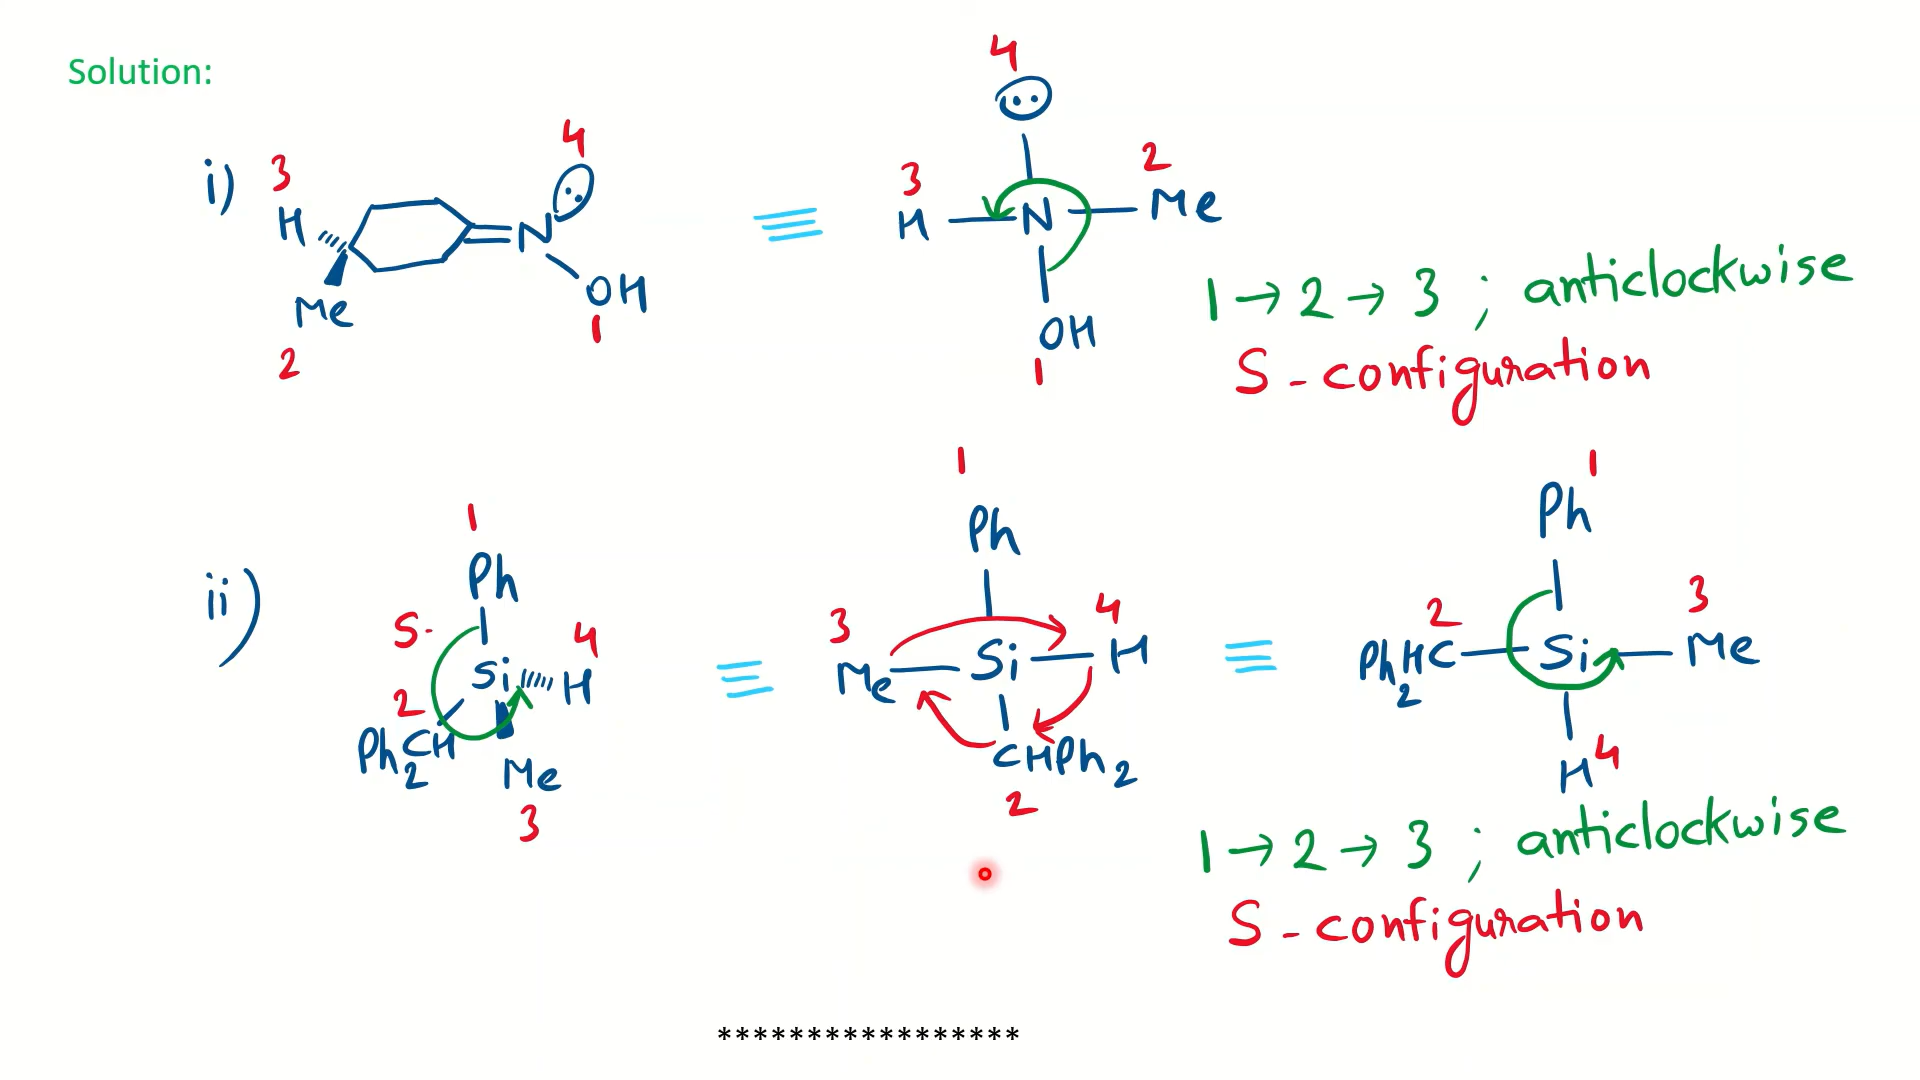 Solution:
i)
3
H
Me
2
4
N
OH
1
4
3
H
N
2
Me
OH
1
1 → 2 → 3 ; anticlockwise
S - configuration
ii)
1
Ph
S.
Si
4
H
2
Ph2CH
Me
3
1
Ph
3
Me
Si
4
H
CHPh2
2
1
Ph
2
Ph2HC
Si
3
Me
H 4
1 → 2 → 3 ; anticlockwise
S - configuration
*****************